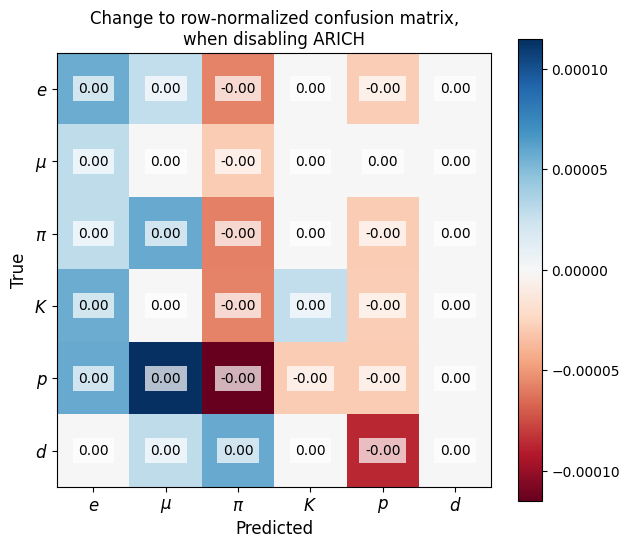 Change to row-normalized confusion matrix,
when disabling ARICH
e 0.00 0.00 -0.00 0.00 -0.00 0.00
μ 0.00 0.00 -0.00 0.00 0.00 0.00
π 0.00 0.00 -0.00 0.00 -0.00 0.00
K 0.00 0.00 -0.00 0.00 -0.00 0.00
p 0.00 0.00 -0.00 -0.00 -0.00 0.00
d 0.00 0.00 0.00 0.00 -0.00 0.00
e μ π K p d
True
Predicted
0.00010
0.00005
0.00000
−0.00005
−0.00010